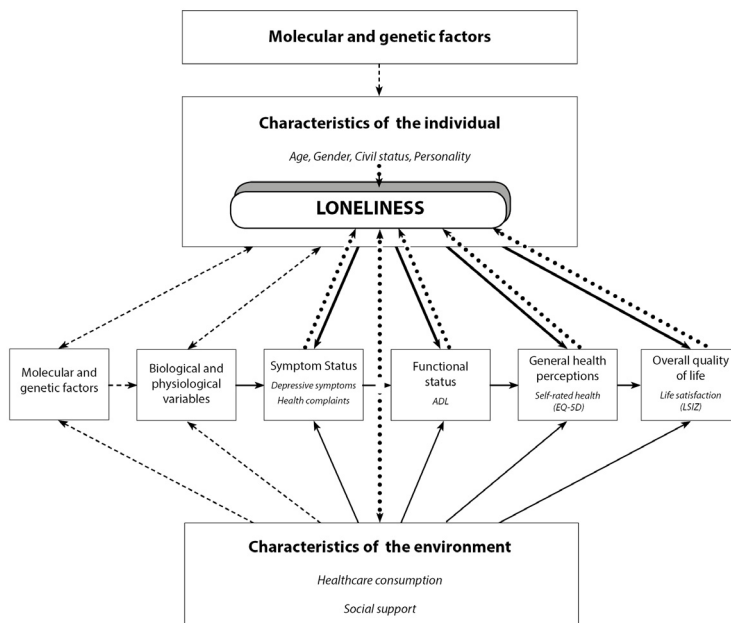 Molecular and genetic factors
Characteristics of the individual
Age, Gender, Civil status, Personality
LONELINESS
Molecular and
genetic factors
Biological and
physiological
variables
Symptom Status
Depressive symptoms
Health complaints
Functional
status
ADL
General health
perceptions
Self-rated health
(EQ-5D)
Overall quality
of life
Life satisfaction
(LSIZ)
Characteristics of the environment
Healthcare consumption
Social support